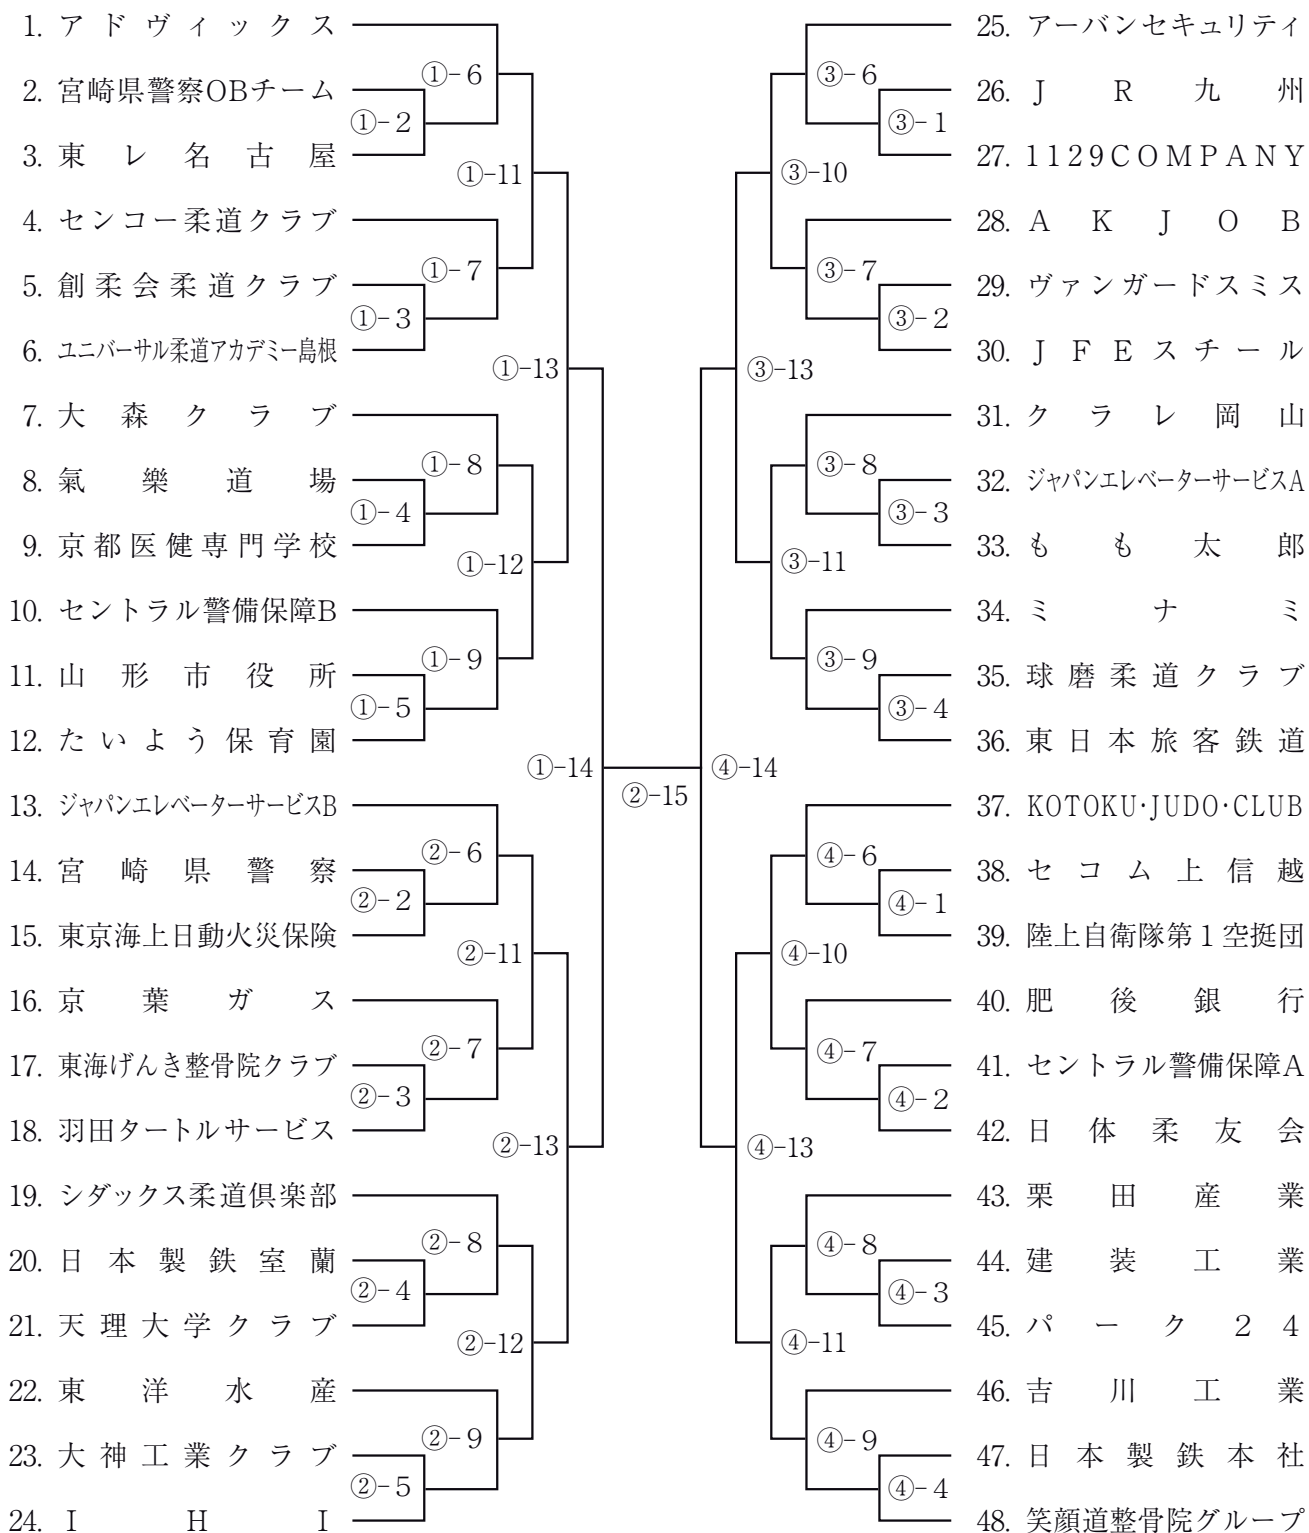 1. アドヴィックス
2. 宮崎県警察OBチーム
3. 東レ名古屋
4. センコー柔道クラブ
5. 創柔会柔道クラブ
6. ユニバーサル柔道アカデミー島根
7. 大森クラブ
8. 氣樂道場
9. 京都医健専門学校
10. セントラル警備保障B
11. 山形市役所
12. たいよう保育園
13. ジャパンエレベーターサービスB
14. 宮崎県警察
15. 東京海上日動火災保険
16. 京葉ガス
17. 東海げんき整骨院クラブ
18. 羽田タートルサービス
19. シダックス柔道倶楽部
20. 日本製鉄室蘭
21. 天理大学クラブ
22. 東洋水産
23. 大神工業クラブ
24. IHI
①-6
①-2
①-11
①-7
①-3
①-13
①-8
①-4
①-12
①-9
①-5
①-14
②-6
②-2
②-11
②-7
②-3
②-13
②-8
②-4
②-12
②-9
②-5
②-15
③-6
③-1
③-10
③-7
③-2
③-13
③-8
③-3
③-11
③-9
③-4
④-14
④-6
④-1
④-10
④-7
④-2
④-13
④-8
④-3
④-11
④-9
④-4
25. アーバンセキュリティ
26. JR九州
27. 1129COMPANY
28. AKJOB
29. ヴァンガードスミス
30. JFEスチール
31. クラレ岡山
32. ジャパンエレベーターサービスA
33. もも太郎
34. ミナミ
35. 球磨柔道クラブ
36. 東日本旅客鉄道
37. KOTOKU・JUDO・CLUB
38. セコム上信越
39. 陸上自衛隊第1空挺団
40. 肥後銀行
41. セントラル警備保障A
42. 日体柔友会
43. 栗田産業
44. 建装工業
45. パーク24
46. 吉川工業
47. 日本製鉄本社
48. 笑顔道整骨院グループ